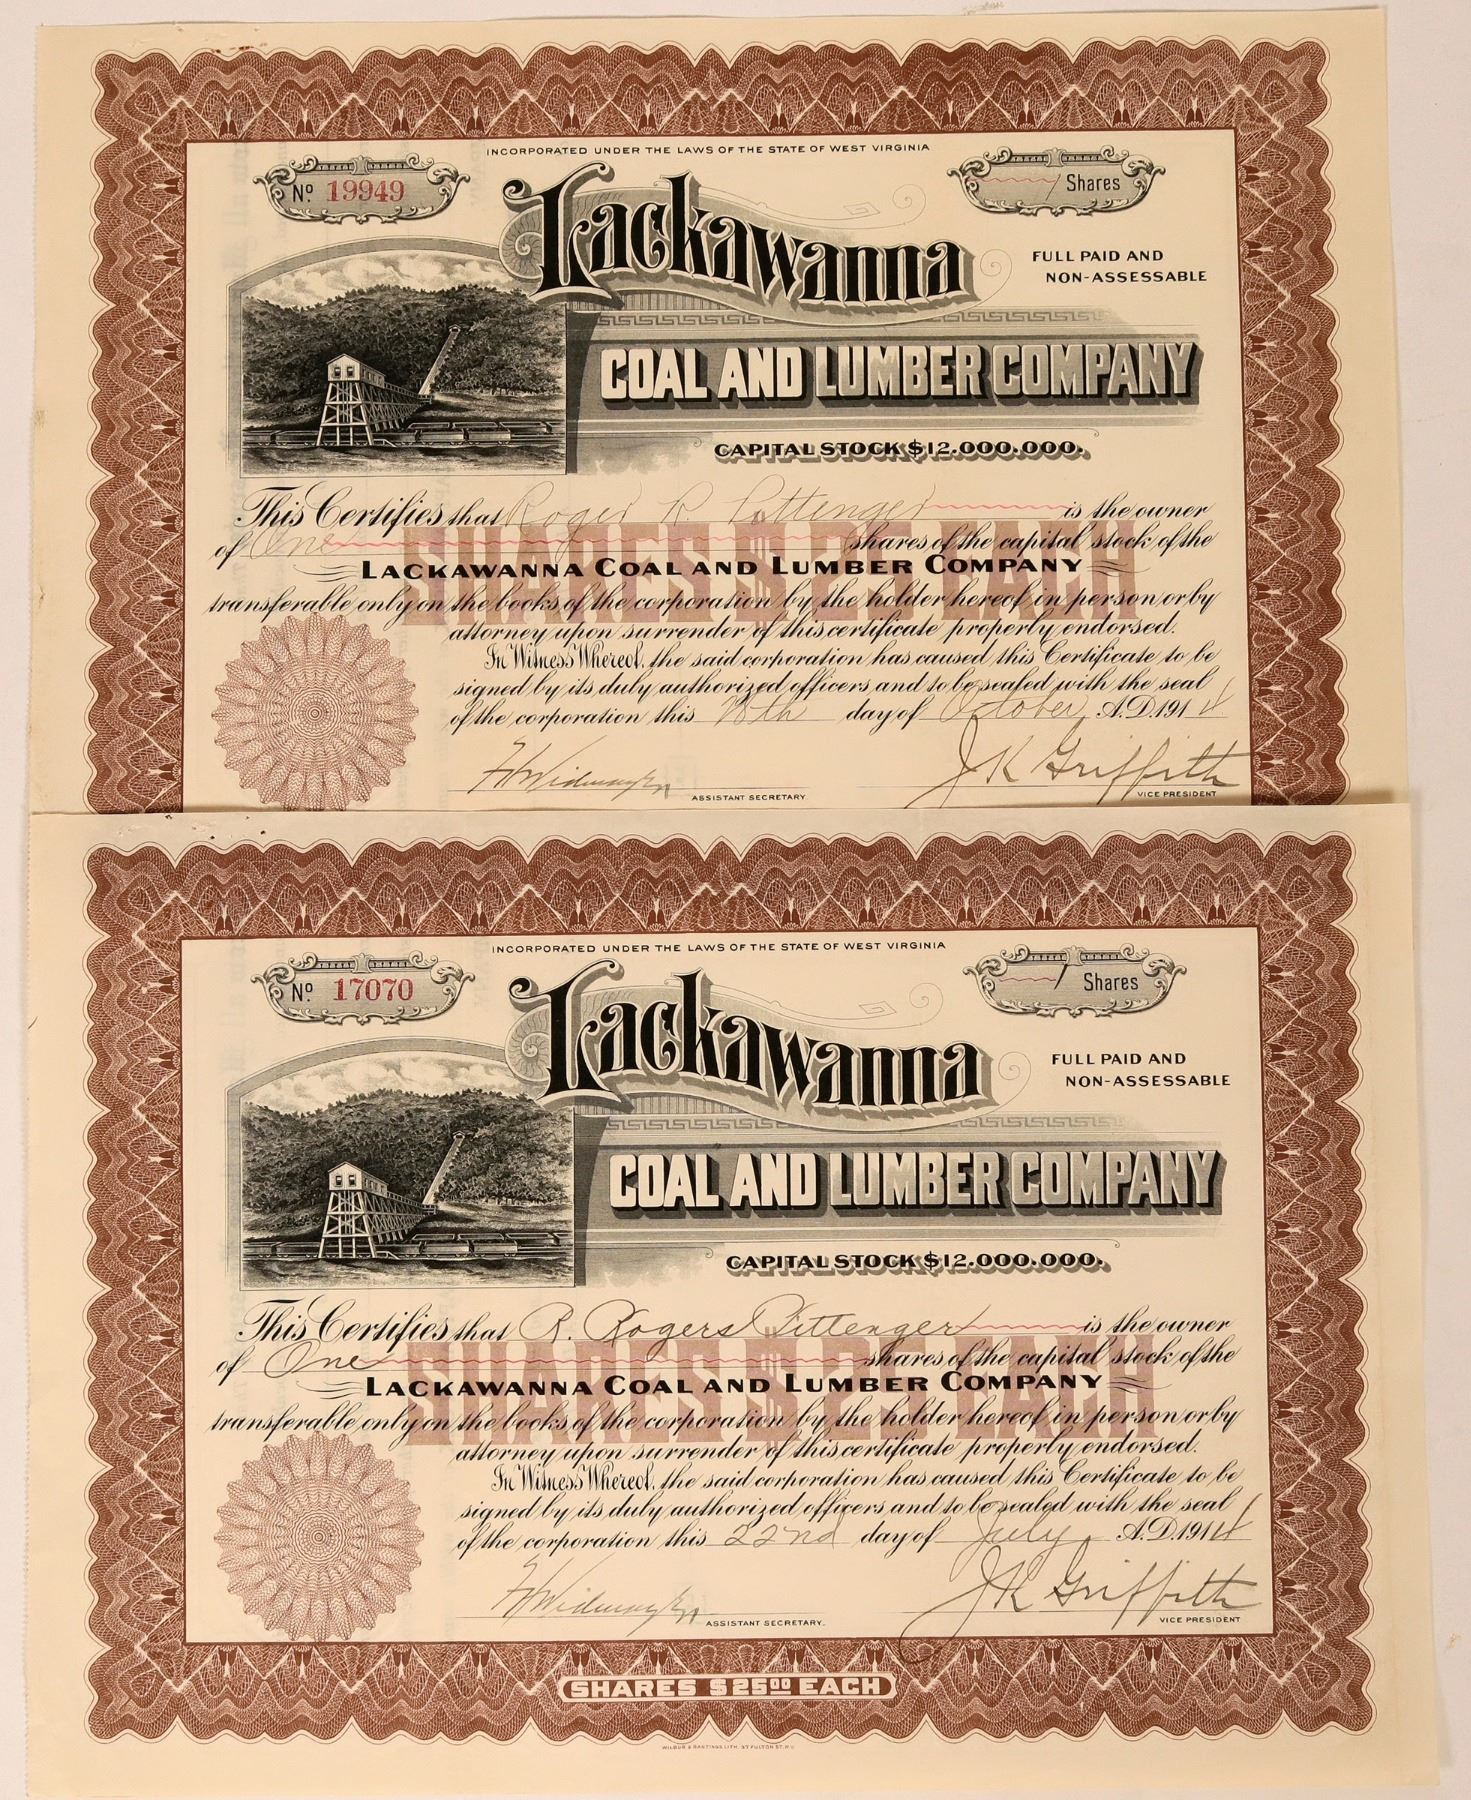 INCORPORATED UNDER THE LAWS OF THE STATE OF WEST VIRGINIA
No. 19949
1 Shares
Lackawanna
FULL PAID AND
NON-ASSESSABLE
COAL AND LUMBER COMPANY
CAPITAL STOCK $12.000.000.
This Certifies that Roger R. Pittenger is the owner
of One shares of the capital stock of the
SHARES $25 EACH
LACKAWANNA COAL AND LUMBER COMPANY
transferable only on the books of the corporation by the holder hereof in person or by
attorney upon surrender of this certificate properly endorsed.
In Witness Whereof, the said corporation has caused this Certificate to be
signed by its duly authorized officers and to be sealed with the seal
of the corporation this day of October A.D. 1914
J K Griffith
ASSISTANT SECRETARY
VICE PRESIDENT
INCORPORATED UNDER THE LAWS OF THE STATE OF WEST VIRGINIA
No. 17070
1 Shares
Lackawanna
FULL PAID AND
NON-ASSESSABLE
COAL AND LUMBER COMPANY
CAPITAL STOCK $12.000.000.
This Certifies that R. Rogers Pittenger is the owner
of One shares of the capital stock of the
SHARES $25 EACH
LACKAWANNA COAL AND LUMBER COMPANY
transferable only on the books of the corporation by the holder hereof in person or by
attorney upon surrender of this certificate properly endorsed.
In Witness Whereof, the said corporation has caused this Certificate to be
signed by its duly authorized officers and to be sealed with the seal
of the corporation this 22nd day of July A.D. 1914
J K Griffith
ASSISTANT SECRETARY.
VICE PRESIDENT
SHARES $25.00 EACH
WILBUR & HASTINGS LITH. 37 FULTON ST. N.Y.